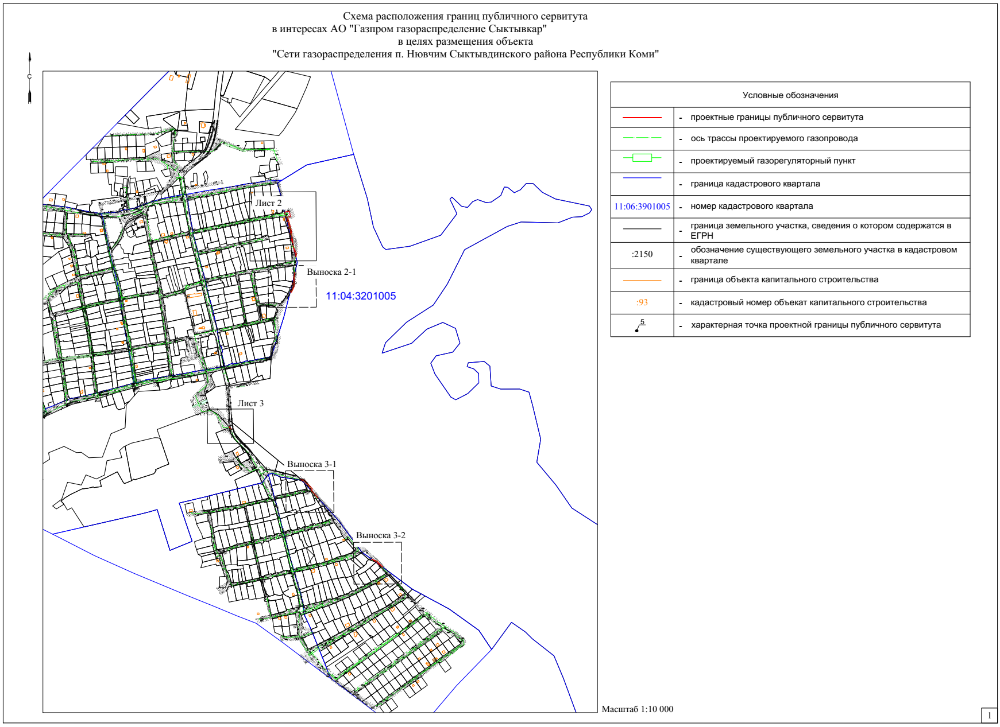 Схема расположения границ публичного сервитута
в интересах АО "Газпром газораспределение Сыктывкар"
в целях размещения объекта
"Сети газораспределения п. Нювчим Сыктывдинского района Республики Коми"
С
Лист 2
Выноска 2-1
11:04:3201005
Лист 3
Выноска 3-1
Выноска 3-2
Условные обозначения
- проектные границы публичного сервитута
- ось трассы проектируемого газопровода
- проектируемый газорегуляторный пункт
- граница кадастрового квартала
11:06:3901005 - номер кадастрового квартала
- граница земельного участка, сведения о котором содержатся в
ЕГРН
:2150 - обозначение существующего земельного участка в кадастровом
квартале
- граница объекта капитального строительства
:93 - кадастровый номер объекат капитального строительства
5 - характерная точка проектной границы публичного сервитута
Масштаб 1:10 000
1